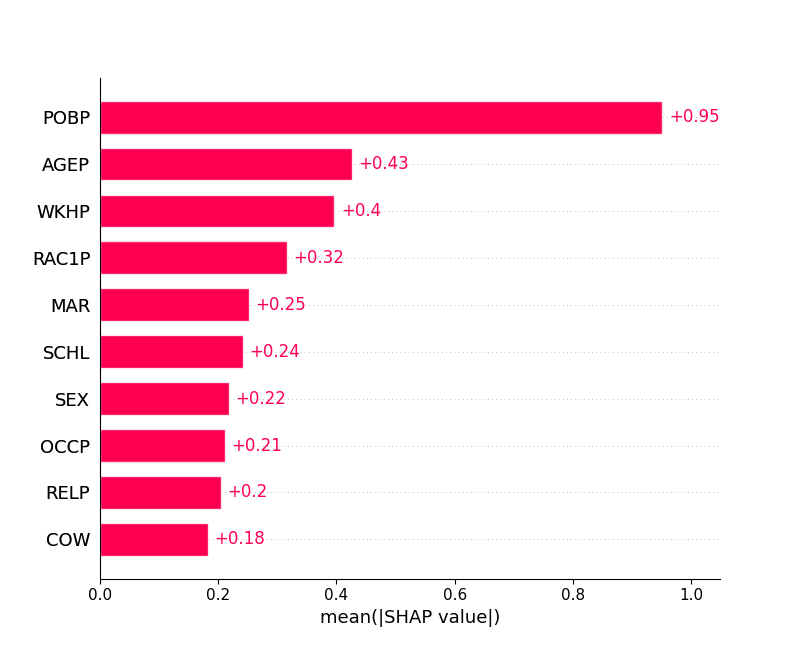 POBP +0.95
AGEP +0.43
WKHP +0.4
RAC1P +0.32
MAR +0.25
SCHL +0.24
SEX +0.22
OCCP +0.21
RELP +0.2
COW +0.18
0.0 0.2 0.4 0.6 0.8 1.0
mean(|SHAP value|)